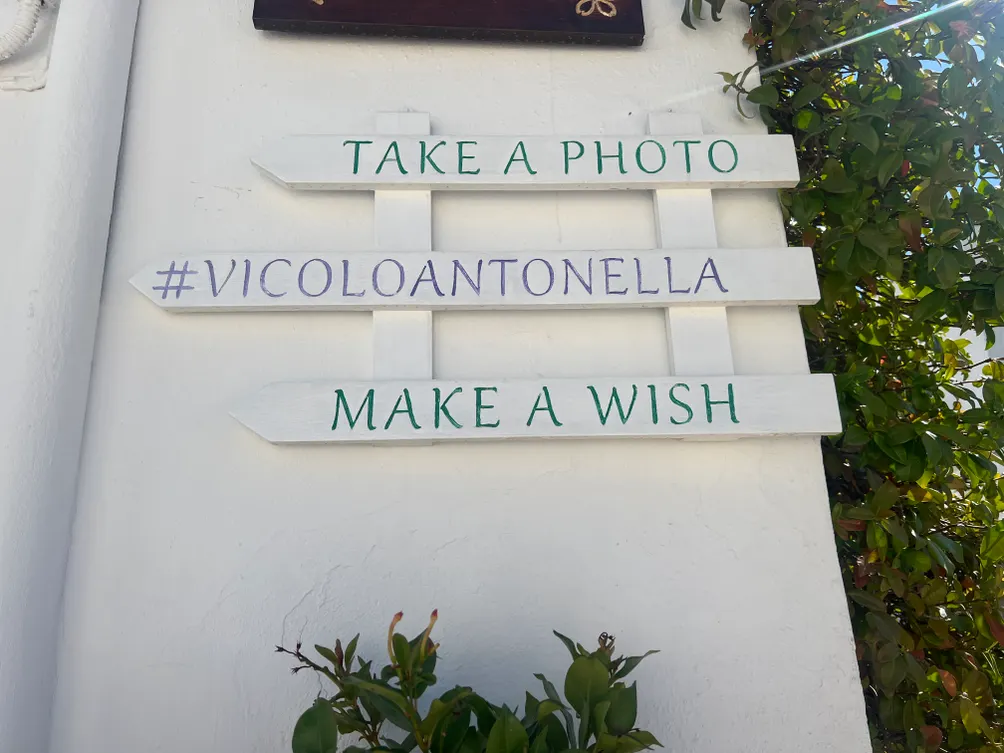 TAKE A PHOTO
#VICOLOANTONELLA
MAKE A WISH